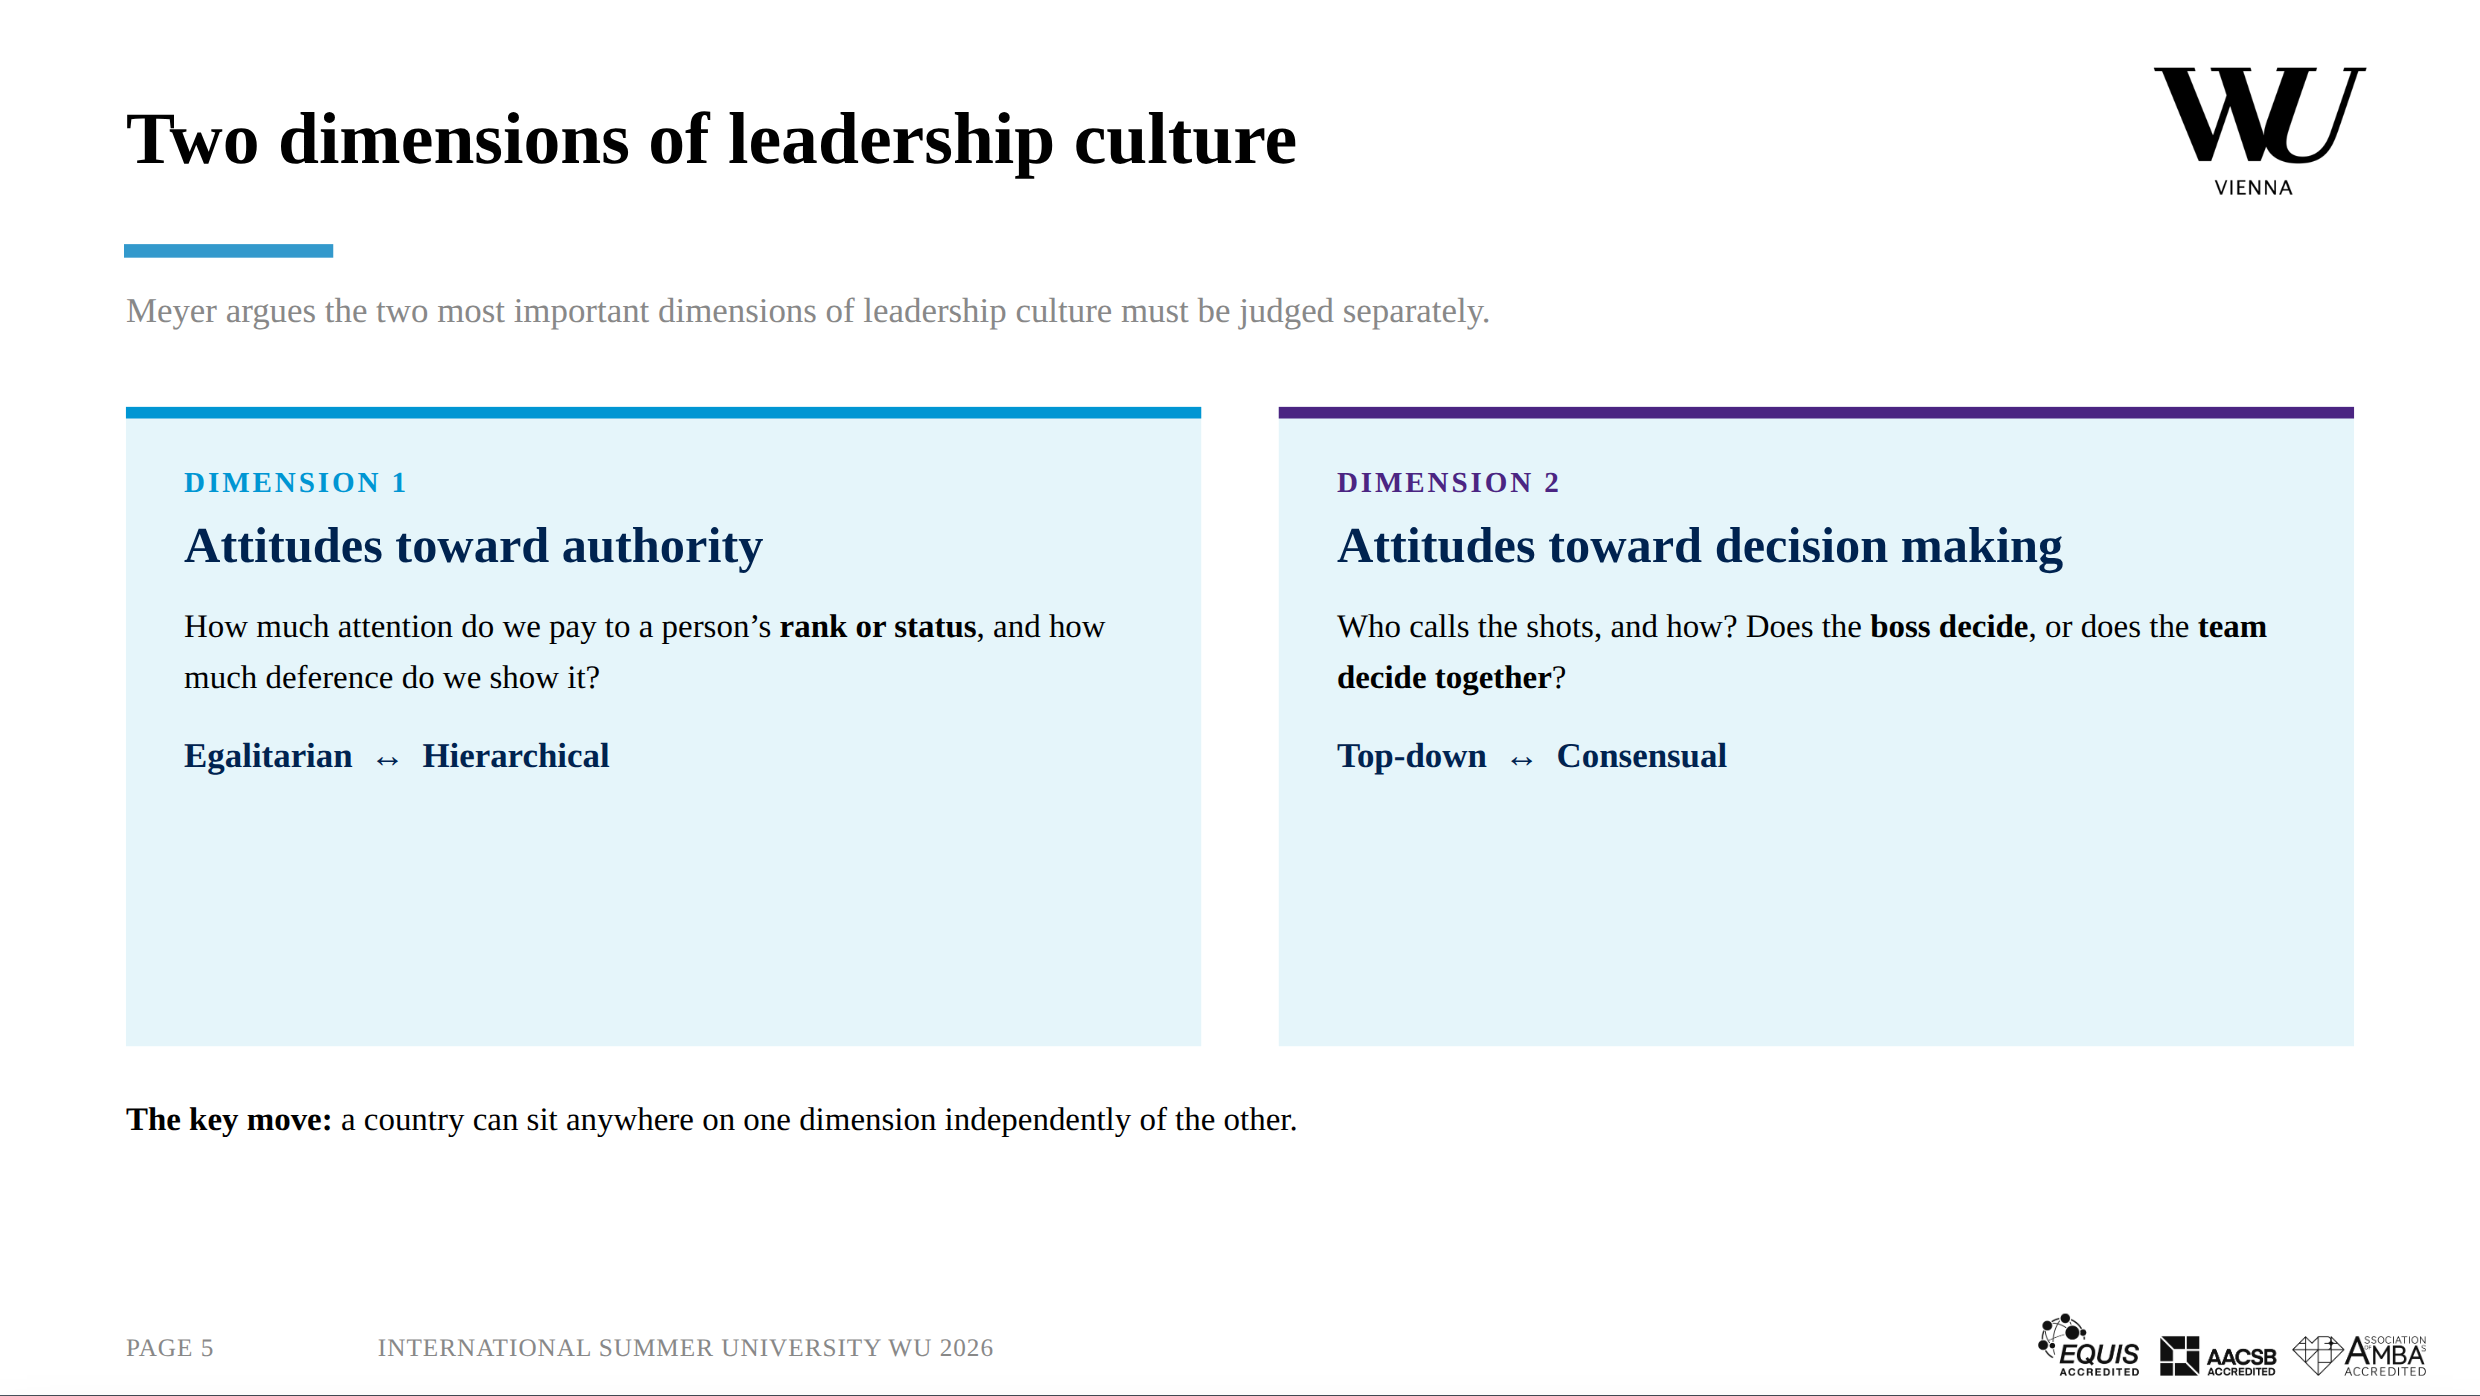 Two dimensions of leadership culture
WU
VIENNA
Meyer argues the two most important dimensions of leadership culture must be judged separately.
DIMENSION 1
Attitudes toward authority
How much attention do we pay to a person’s rank or status, and how
much deference do we show it?
Egalitarian ↔ Hierarchical
DIMENSION 2
Attitudes toward decision making
Who calls the shots, and how? Does the boss decide, or does the team
decide together?
Top-down ↔ Consensual
The key move: a country can sit anywhere on one dimension independently of the other.
PAGE 5
INTERNATIONAL SUMMER UNIVERSITY WU 2026
EQUIS
ACCREDITED
AACSB
ACCREDITED
ASSOCIATION
OF
AMBAS
ACCREDITED